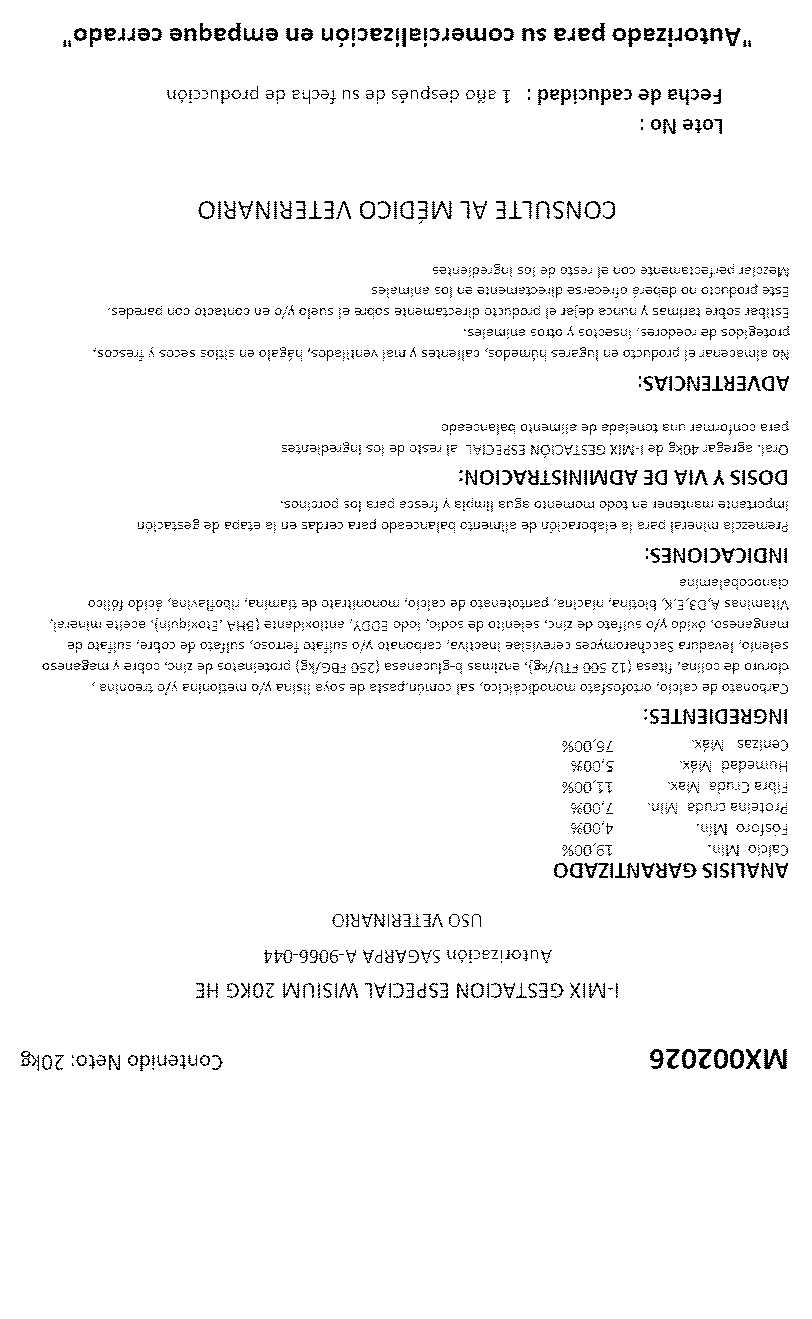 MX002026 Contenido Neto: 20kg
I-MIX GESTACION ESPECIAL WISIUM 20KG HE
Autorización SAGARPA A-9066-044
USO VETERINARIO
ANALISIS GARANTIZADO
Calcio Min. 19,00%
Fósforo Min. 4,00%
Proteina cruda Min. 7,00%
Fibra Cruda Max. 11,00%
Humedad Máx. 5,00%
Cenizas Máx. 75,00%
INGREDIENTES:
Carbonato de calcio, ortofosfato monodicálcico, sal común,pasta de soya lisina y/o metionina y/o treonina ,
cloruro de colina, fitasa (12 500 FTU/kg), enzimas b-glucanasa (250 FBG/kg) proteinatos de zinc, cobre y maganeso
selenio, levadura Saccharomyces cerevisiae inactiva, carbonato y/o sulfato ferroso, sulfato de cobre, sulfato de
manganeso, óxido y/o sulfato de zinc, selenito de sodio, iodo EDDY, antioxidante (BHA ,Etoxiquin), aceite mineral,
Vitaminas A,D3,E,K, biotina, niacina, pantotenato de calcio, mononitrato de tiamina, riboflavina, ácido fólico
cianocobalamina
INDICACIONES:
Premezcla mineral para la elaboración de alimento balanceado para cerdas en la etapa de gestación
Importante mantener en todo momento agua limpia y fresca para los porcinos.
DOSIS Y VIA DE ADMINISTRACION:
Oral. agregar 40kg de I-MIX GESTACIÓN ESPECIAL al resto de los ingredientes
para conformar una tonelada de alimento balanceado
ADVERTENCIAS:
No almacenar el producto en lugares húmedos, calientes y mal ventilados, hágalo en sitios secos y frescos,
protegidos de roedores, insectos y otros animales.
Estibar sobre tarimas y nunca dejar el producto directamente sobre el suelo y/o en contacto con paredes.
Este producto no deberá ofrecerse directamente en los animales
Mezclar perfectamente con el resto de los ingredientes
CONSULTE AL MÉDICO VETERINARIO
Lote No :
Fecha de caducidad : 1 año después de su fecha de producción
"Autorizado para su comercialización en empaque cerrado"